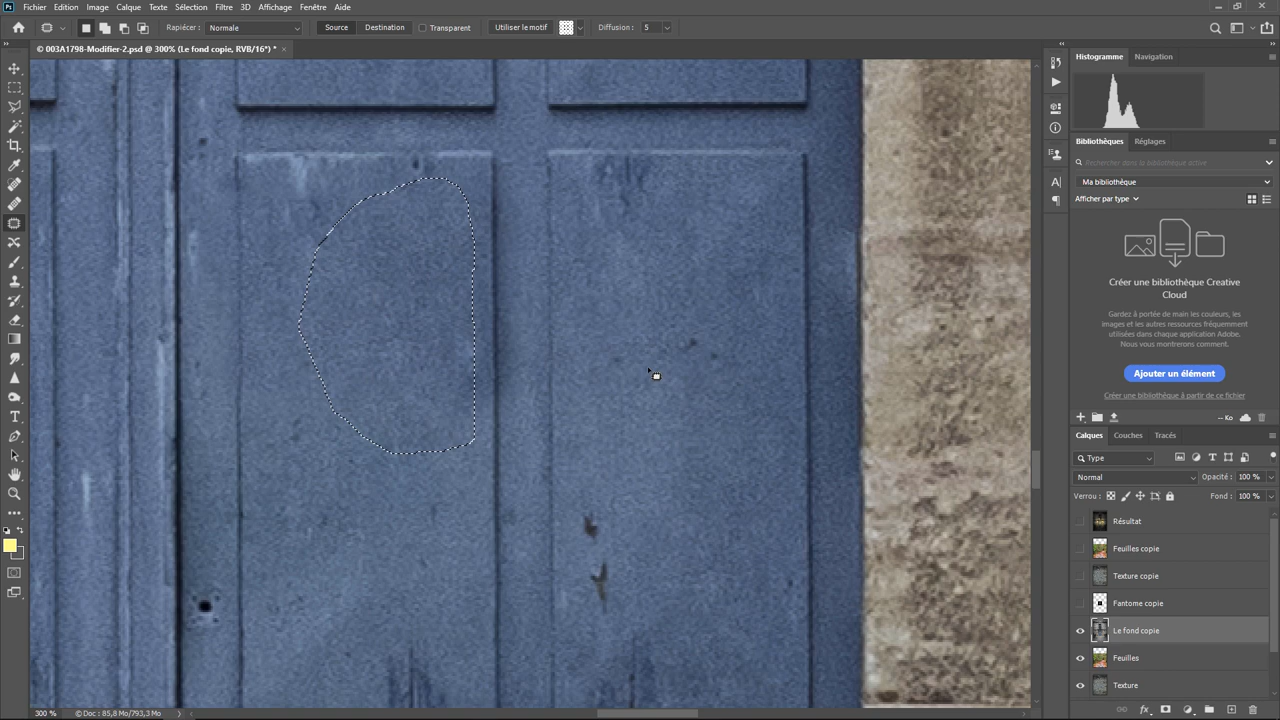 Ps Fichier Edition Image Calque Texte Sélection Filtre 3D Affichage Fenêtre Aide
Rapiécer : Normale Source Destination Transparent Utiliser le motif Diffusion : 5
© 003A1798-Modifier-2.psd @ 300% (Le fond copie, RVB/16*) * ×
Histogramme Navigation
Bibliothèques Réglages
Rechercher dans la bibliothèque active
Ma bibliothèque
Afficher par type
Créer une bibliothèque Creative
Cloud
Gardez à portée de main les couleurs, les
images et les autres ressources fréquemment
utilisées dans chaque application Adobe.
Nous vous montrerons comment.
Ajouter un élément
Créer une bibliothèque à partir de ce fichier
-- Ko
Calques Couches Tracés
Type
Normal Opacité : 100 %
Verrou : Fond : 100 %
Résultat
Feuilles copie
Texture copie
Fantome copie
Le fond copie
Feuilles
Texture
300 % Doc : 85,8 Mo/793,3 Mo